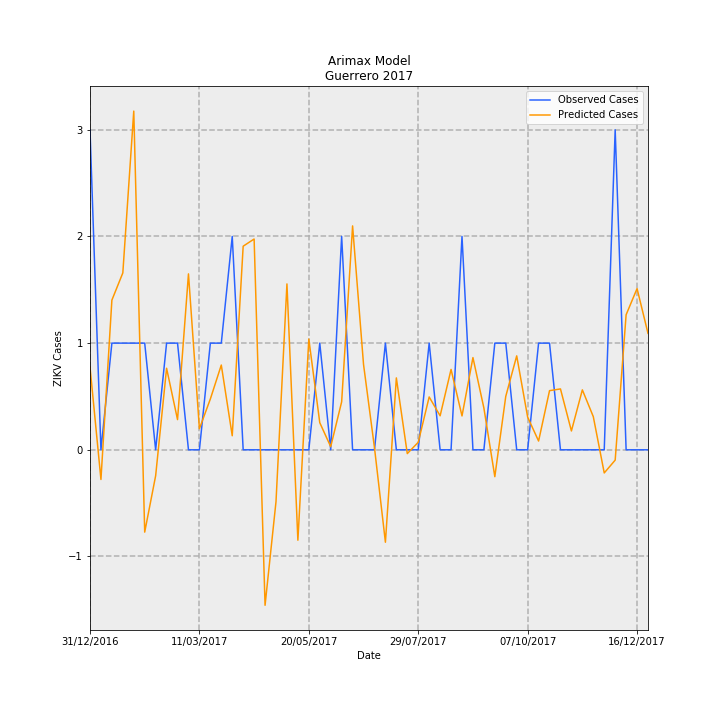 Arimax Model
Guerrero 2017
Observed Cases
Predicted Cases
ZIKV Cases
3
2
1
0
−1
31/12/2016
11/03/2017
20/05/2017
29/07/2017
07/10/2017
16/12/2017
Date